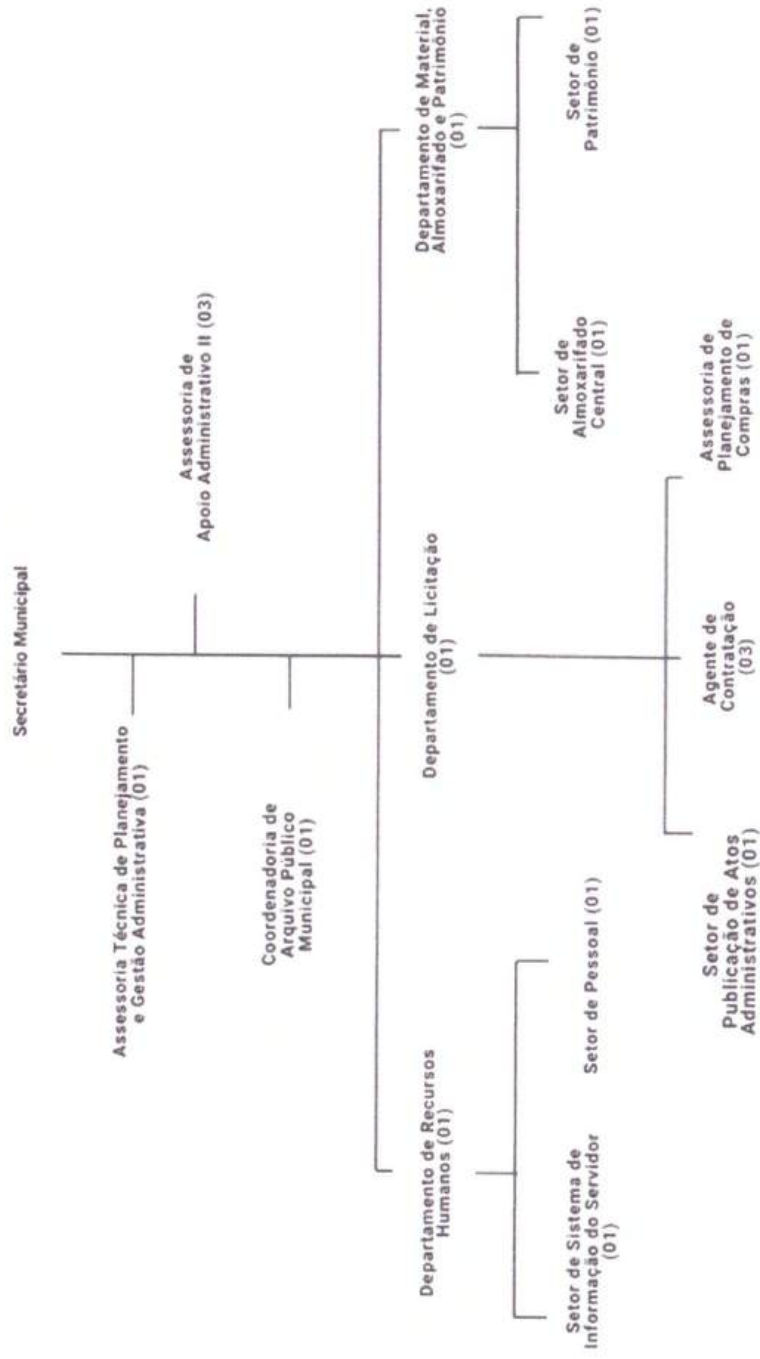 Secretário Municipal
Assessoria Técnica de Planejamento
e Gestão Administrativa (01)
Assessoria de
Apoio Administrativo II (03)
Coordenadoria de
Arquivo Público
Municipal (01)
Departamento de Recursos
Humanos (01)
Departamento de Licitação
(01)
Departamento de Material,
Almoxarifado e Patrimônio
(01)
Setor de Sistema de
Informação do Servidor
(01)
Setor de Pessoal (01)
Setor de
Almoxarifado
Central (01)
Setor de
Patrimônio (01)
Setor de
Publicação de Atos
Administrativos (01)
Agente de
Contratação
(03)
Assessoria de
Planejamento de
Compras (01)